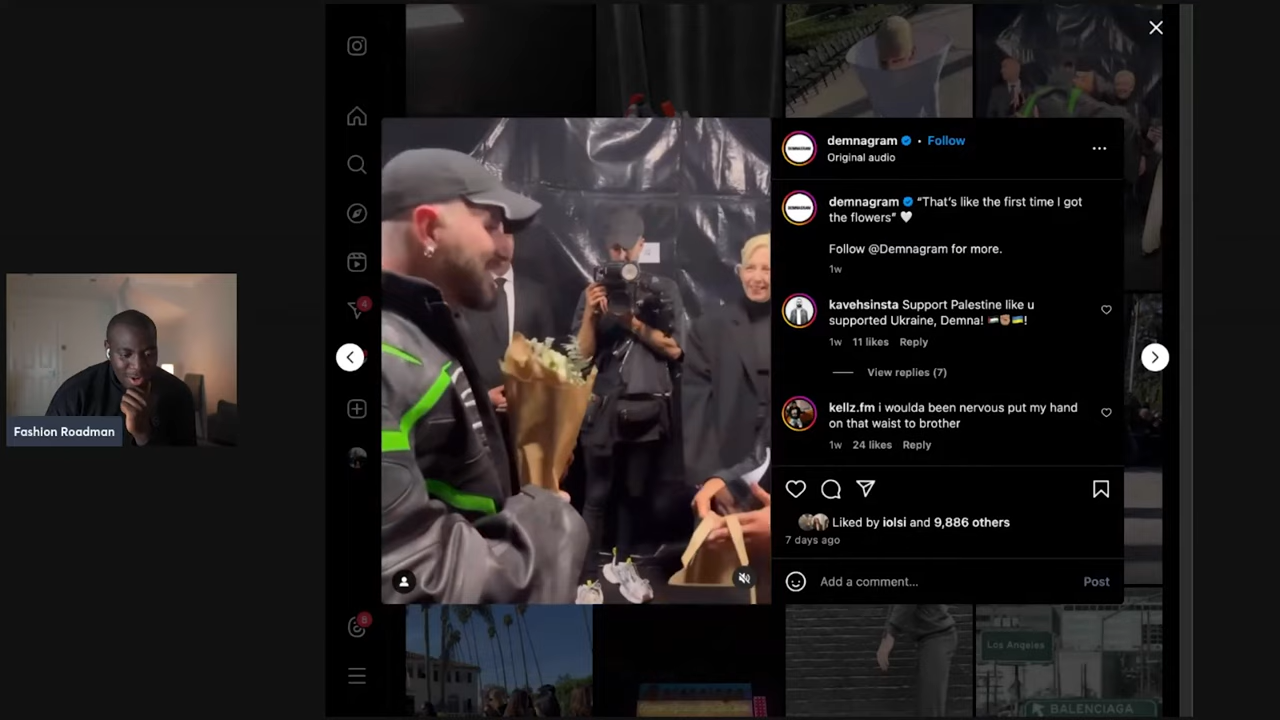 demnagram • Follow
Original audio
demnagram “That’s like the first time I got
the flowers” 🤍
Follow @Demnagram for more.
1w
kavehsinsta Support Palestine like u
supported Ukraine, Demna! 🇵🇸✊🏽🇺🇦!
1w 11 likes Reply
View replies (7)
kellz.fm i woulda been nervous put my hand
on that waist to brother
1w 24 likes Reply
Liked by iolsi and 9,886 others
7 days ago
Add a comment... Post
4
8
Fashion Roadman
Los Angeles
BALENCIAGA